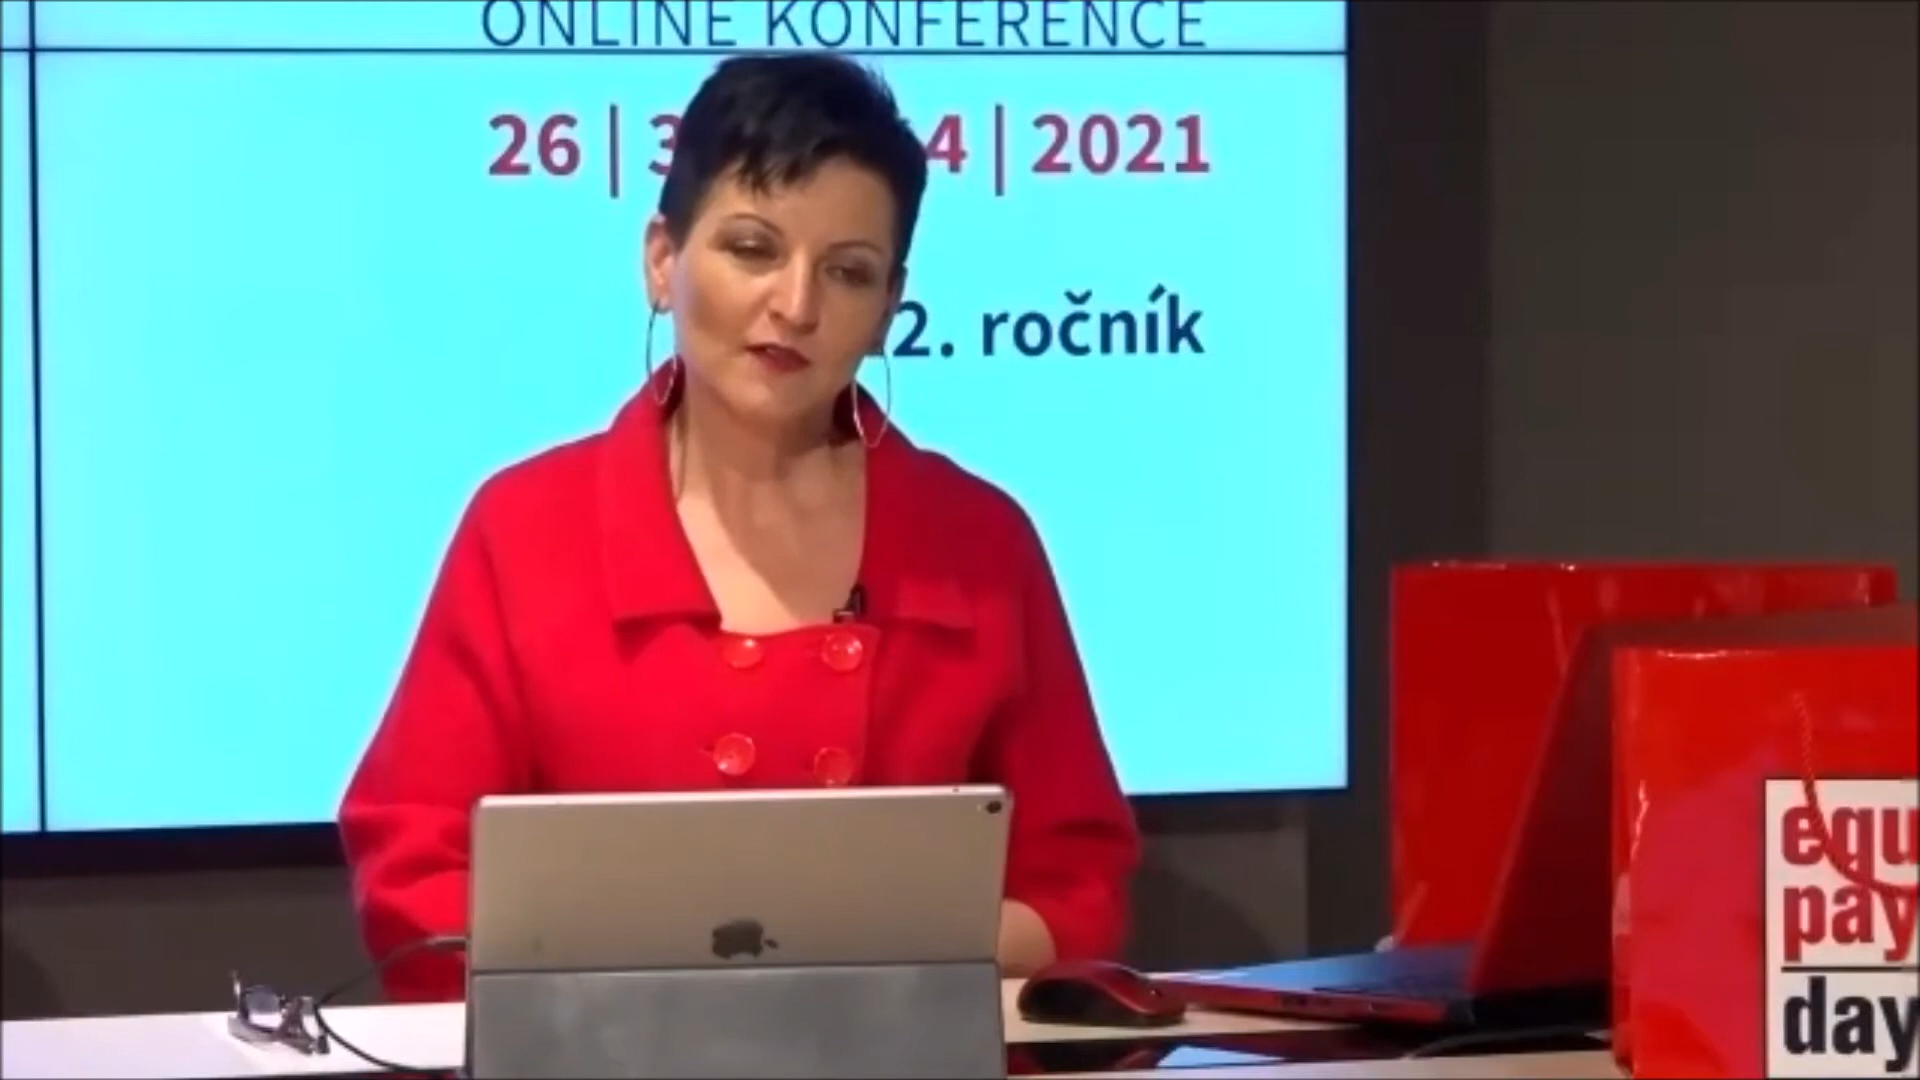 ONLINE KONFERENCE
26 | 3 4 | 2021
2. ročník
equ
pay
day